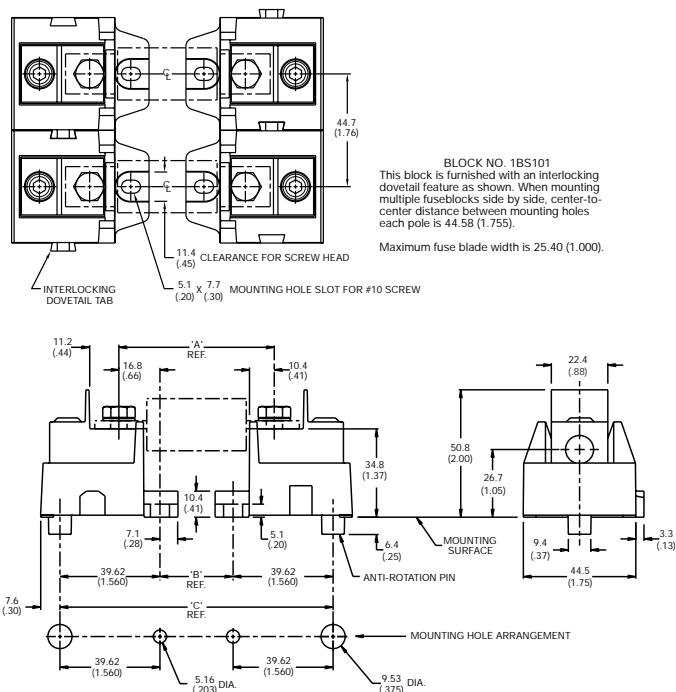 ℄
44.7
(1.76)
BLOCK NO. 1BS101
This block is furnished with an interlocking
dovetail feature as shown. When mounting
multiple fuseblocks side by side, center-to-
center distance between mounting holes
each pole is 44.58 (1.755).
Maximum fuse blade width is 25.40 (1.000).
℄
11.4
(.45)
CLEARANCE FOR SCREW HEAD
5.1
(.20)
X
7.7
(.30)
MOUNTING HOLE SLOT FOR #10 SCREW
INTERLOCKING
DOVETAIL TAB
11.2
(.44)
'A'
REF.
16.8
(.66)
10.4
(.41)
22.4
(.88)
50.8
(2.00)
26.7
(1.05)
34.8
(1.37)
10.4
(.41)
7.1
(.28)
5.1
(.20)
6.4
(.25)
MOUNTING
SURFACE
9.4
(.37)
3.3
(.13)
44.5
(1.75)
39.62
(1.560)
'B'
REF.
39.62
(1.560)
ANTI-ROTATION PIN
7.6
(.30)
'C'
REF.
MOUNTING HOLE ARRANGEMENT
39.62
(1.560)
39.62
(1.560)
5.16
(.203)
DIA.
9.53
(.375)
DIA.